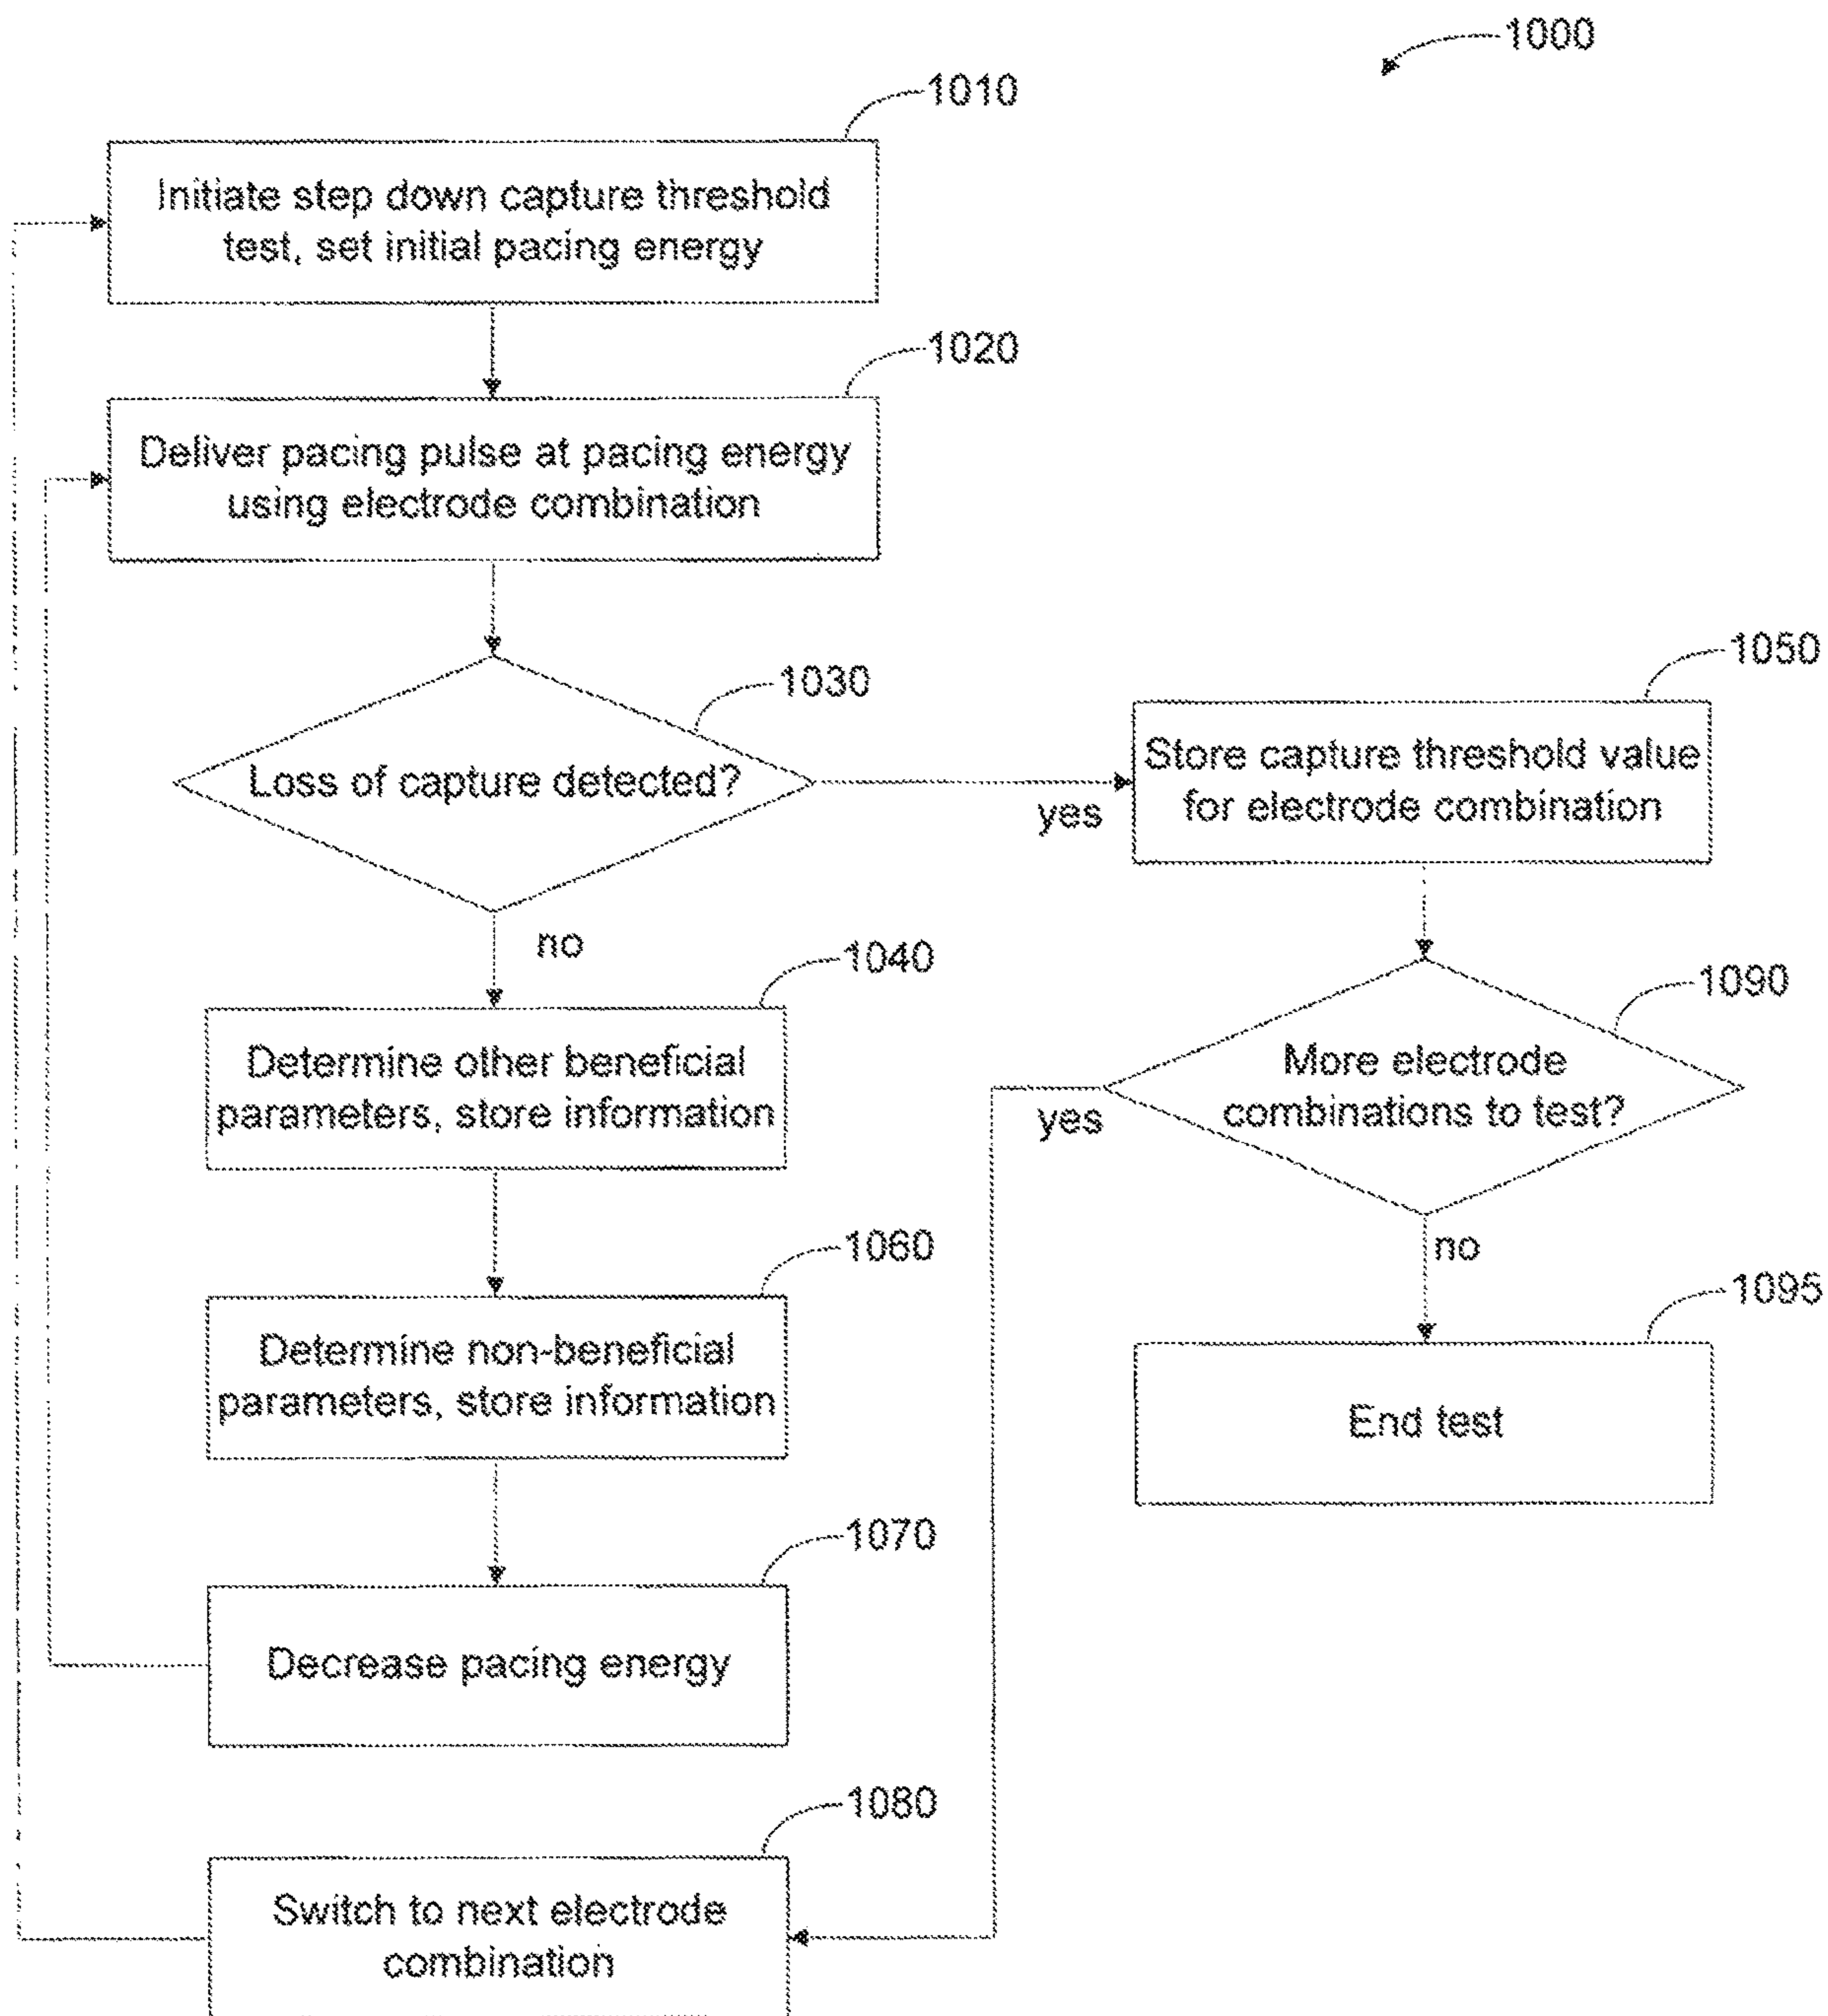 1000
1010
Initiate step down capture threshold
test, set initial pacing energy
1020
Deliver pacing pulse at pacing energy
using electrode combination
1030
Loss of capture detected?
yes
no
1050
Store capture threshold value
for electrode combination
1040
Determine other beneficial
parameters, store information
1090
More electrode
combinations to test?
yes
no
1060
Determine non-beneficial
parameters, store information
1095
End test
1070
Decrease pacing energy
1080
Switch to next electrode
combination